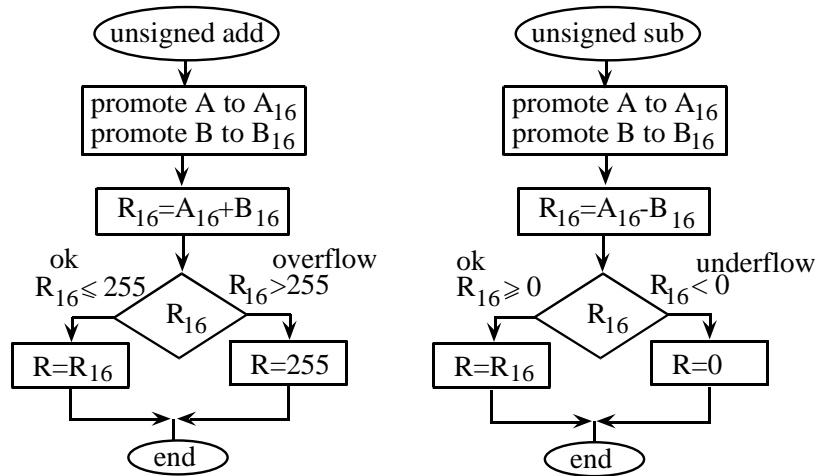 unsigned add
promote A to A16
promote B to B16
R16=A16+B16
ok
R16⩽255
overflow
R16>255
R16
R=R16
R=255
end
unsigned sub
promote A to A16
promote B to B16
R16=A16-B16
ok
R16⩾0
underflow
R16<0
R16
R=R16
R=0
end